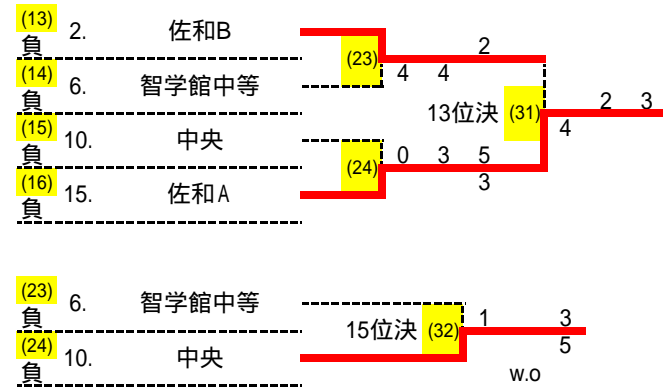 (13)
負 2. 佐和B
(23) 4 4 2
(14)
負 6. 智学館中等
13位決 (31) 4 2 3
(15)
負 10. 中央
(24) 0 3 5
3
(16)
負 15. 佐和A
(23)
負 6. 智学館中等
15位決 (32) 1 3
5
(24)
負 10. 中央
w.o